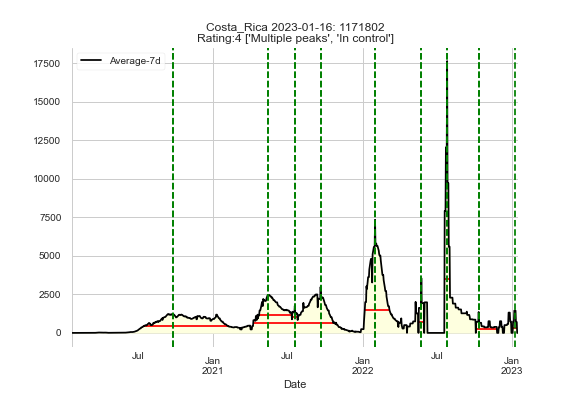 Costa_Rica 2023-01-16: 1171802
Rating:4 ['Multiple peaks', 'In control']
Average-7d
17500
15000
12500
10000
7500
5000
2500
0
Jul
Jan
2021
Jul
Jan
2022
Jul
Jan
2023
Date